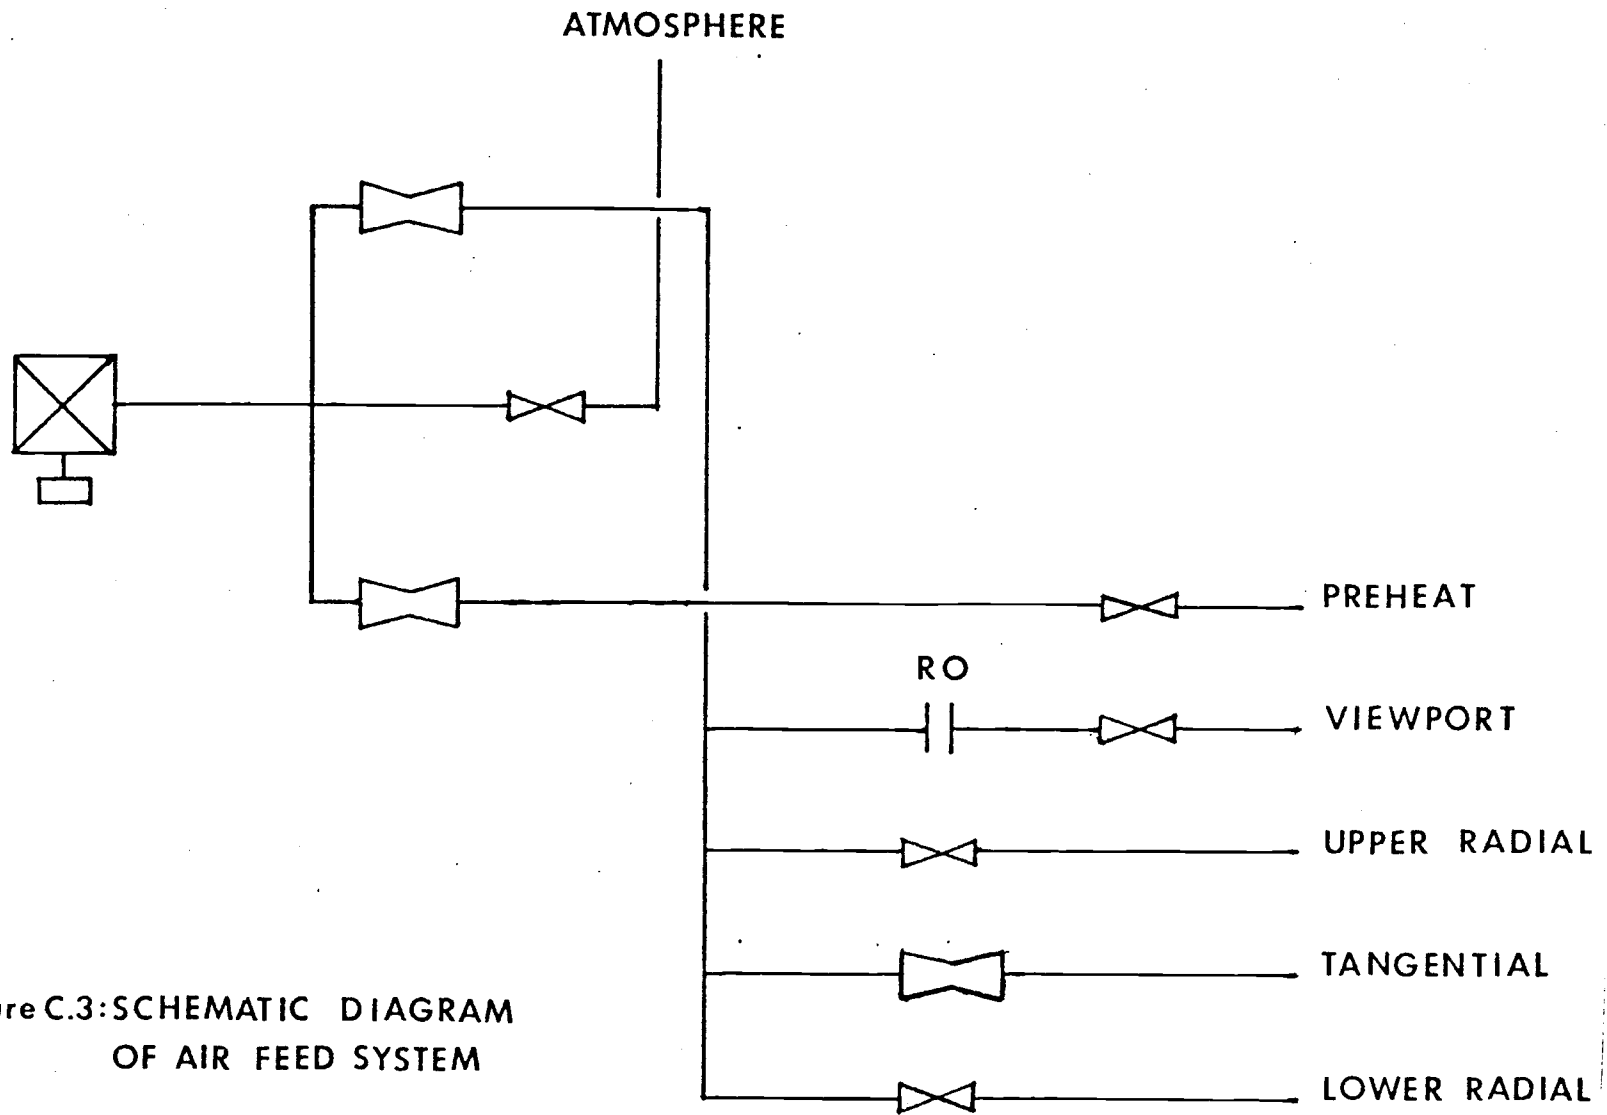 ATMOSPHERE
PREHEAT
RO
VIEWPORT
UPPER RADIAL
TANGENTIAL
LOWER RADIAL
re C.3: SCHEMATIC DIAGRAM
OF AIR FEED SYSTEM